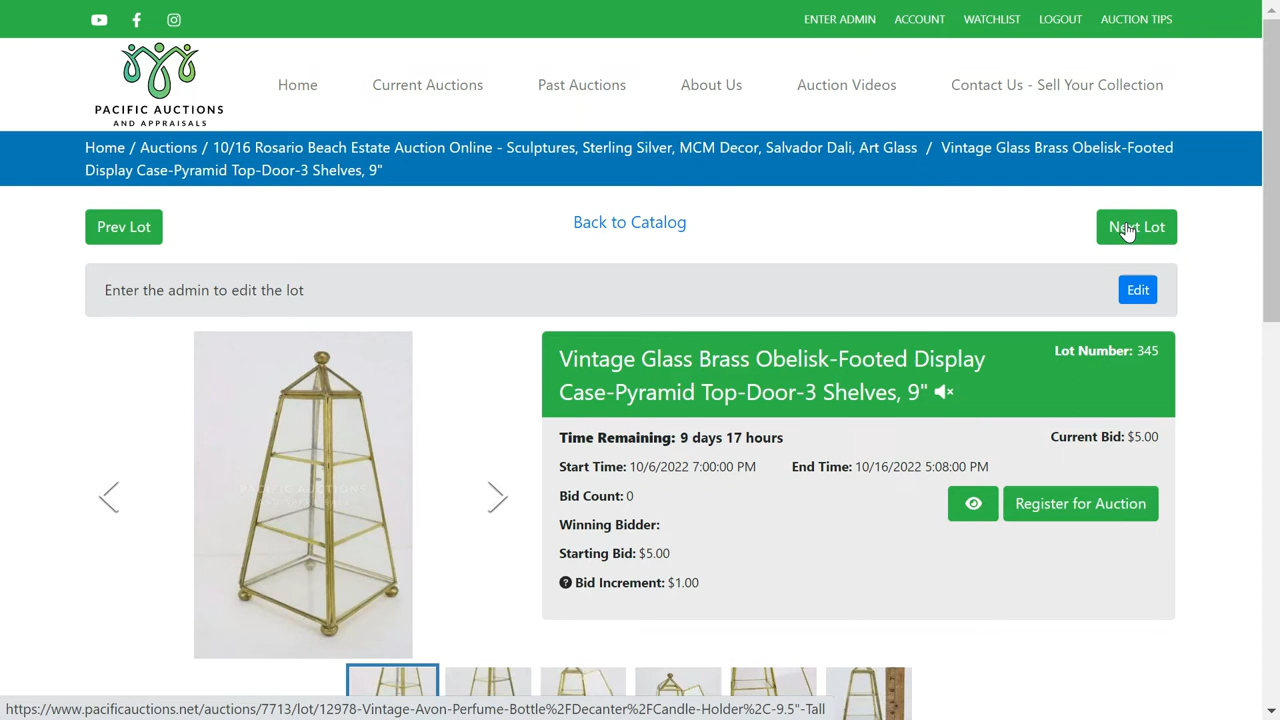 ENTER ADMIN ACCOUNT WATCHLIST LOGOUT AUCTION TIPS
PACIFIC AUCTIONS
AND APPRAISALS
Home Current Auctions Past Auctions About Us Auction Videos Contact Us - Sell Your Collection
Home / Auctions / 10/16 Rosario Beach Estate Auction Online - Sculptures, Sterling Silver, MCM Decor, Salvador Dali, Art Glass / Vintage Glass Brass Obelisk-Footed
Display Case-Pyramid Top-Door-3 Shelves, 9"
Prev Lot Back to Catalog Next Lot
Enter the admin to edit the lot Edit
PACIFIC AUCTIONS
Vintage Glass Brass Obelisk-Footed Display
Case-Pyramid Top-Door-3 Shelves, 9"
Lot Number: 345
Time Remaining: 9 days 17 hours Current Bid: $5.00
Start Time: 10/6/2022 7:00:00 PM End Time: 10/16/2022 5:08:00 PM
Bid Count: 0
Register for Auction
Winning Bidder:
Starting Bid: $5.00
Bid Increment: $1.00
https://www.pacificauctions.net/auctions/7713/lot/12978-Vintage-Avon-Perfume-Bottle%2FDecanter%2FCandle-Holder%2C-9.5"-Tall